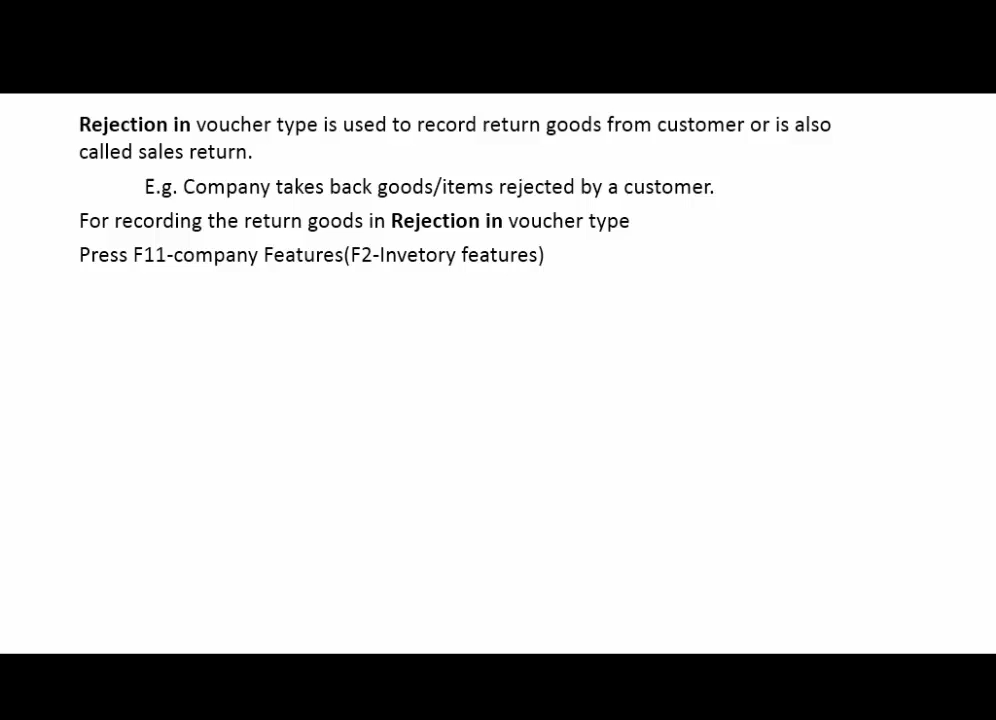 Rejection in voucher type is used to record return goods from customer or is also
called sales return.
E.g. Company takes back goods/items rejected by a customer.
For recording the return goods in Rejection in voucher type
Press F11-company Features(F2-Invetory features)